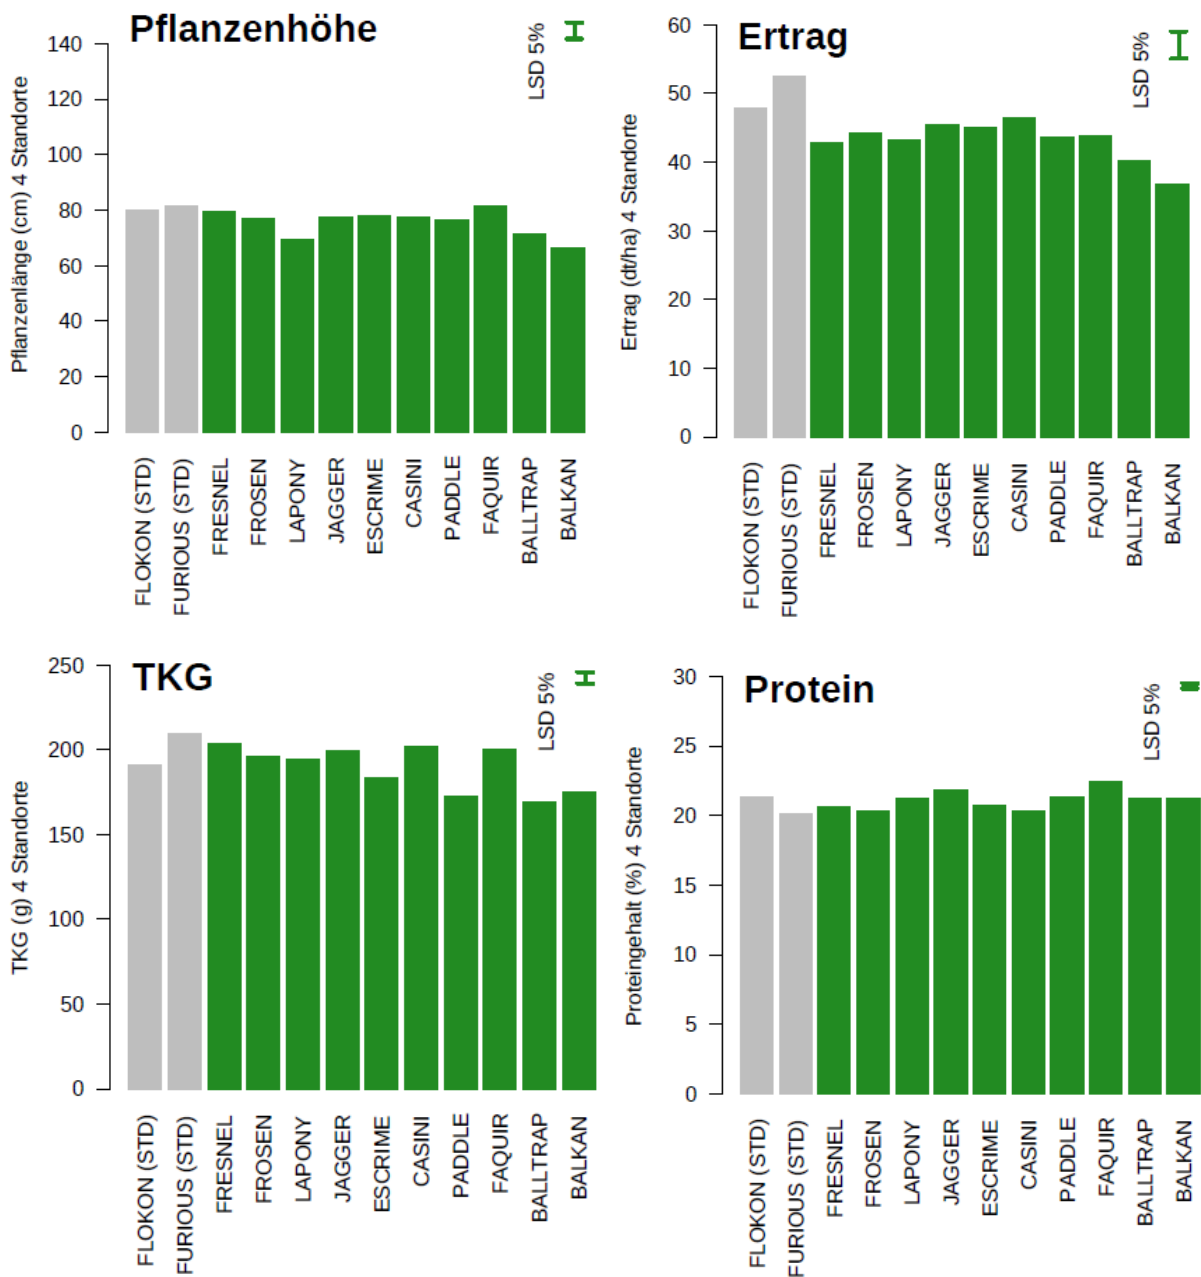 Pflanzenhöhe
LSD 5%
Pflanzenlänge (cm) 4 Standorte
140
120
100
80
60
40
20
0
FLOKON (STD)
FURIOUS (STD)
FRESNEL
FROSEN
LAPONY
JAGGER
ESCRIME
CASINI
PADDLE
FAQUIR
BALLTRAP
BALKAN
Ertrag
LSD 5%
Ertrag (dt/ha) 4 Standorte
60
50
40
30
20
10
0
FLOKON (STD)
FURIOUS (STD)
FRESNEL
FROSEN
LAPONY
JAGGER
ESCRIME
CASINI
PADDLE
FAQUIR
BALLTRAP
BALKAN
TKG
LSD 5%
TKG (g) 4 Standorte
250
200
150
100
50
0
FLOKON (STD)
FURIOUS (STD)
FRESNEL
FROSEN
LAPONY
JAGGER
ESCRIME
CASINI
PADDLE
FAQUIR
BALLTRAP
BALKAN
Protein
LSD 5%
Proteingehalt (%) 4 Standorte
30
25
20
15
10
5
0
FLOKON (STD)
FURIOUS (STD)
FRESNEL
FROSEN
LAPONY
JAGGER
ESCRIME
CASINI
PADDLE
FAQUIR
BALLTRAP
BALKAN